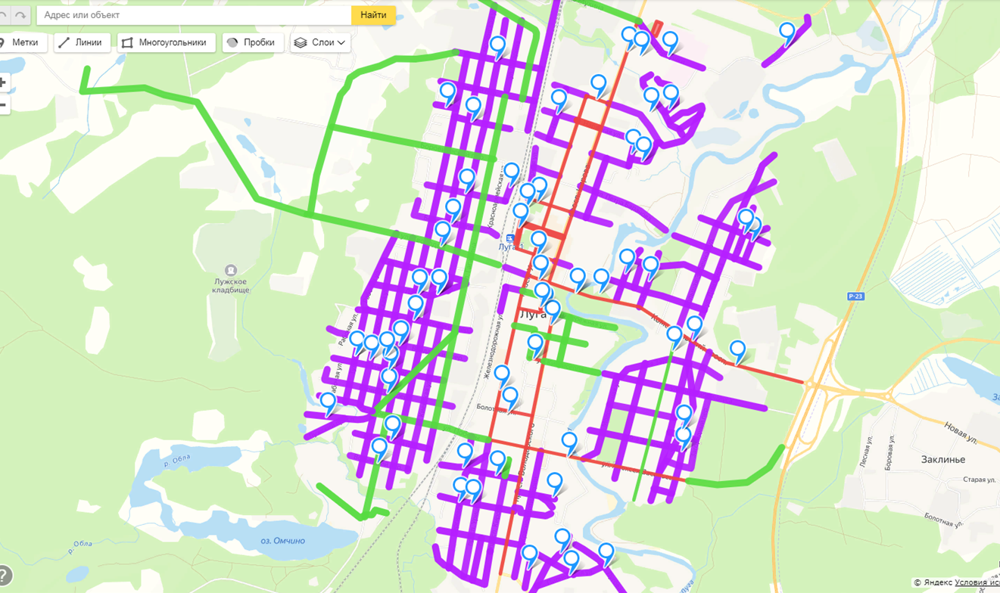 Адрес или объект
Найти
Метки
Линии
Многоугольники
Пробки
Слои
Красноармейская ул.
Луга 1
Лужское
кладбище
Р-23
Луга
Железнодорожная ул.
Болотная ул.
р. Обла
оз. Омчино
р. Обла
Луга
Новая ул.
Лесная ул.
Боровая ул.
Заклинье
Старая ул.
Болотная ул.
© Яндекс Условия ис